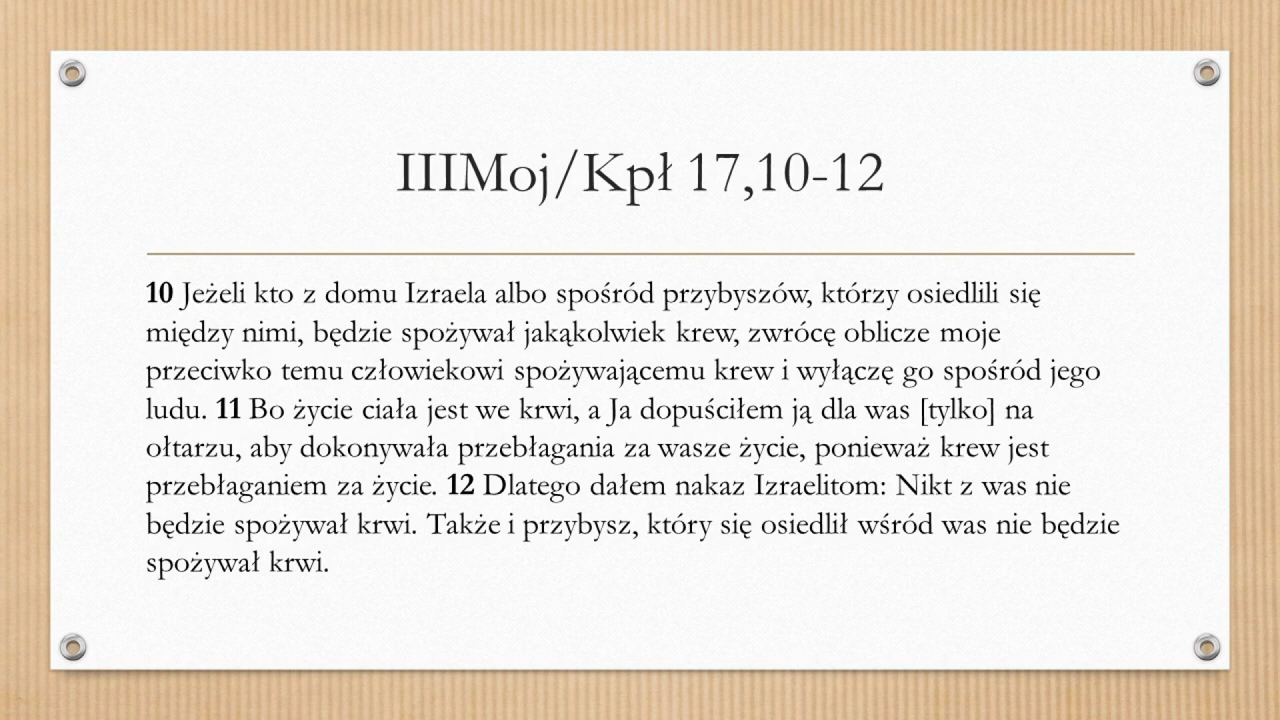 IIIMoj/Kpł 17,10-12
10 Jeżeli kto z domu Izraela albo spośród przybyszów, którzy osiedlili się
między nimi, będzie spożywał jakąkolwiek krew, zwrócę oblicze moje
przeciwko temu człowiekowi spożywającemu krew i wyłączę go spośród jego
ludu. 11 Bo życie ciała jest we krwi, a Ja dopuściłem ją dla was [tylko] na
ołtarzu, aby dokonywała przebłagania za wasze życie, ponieważ krew jest
przebłaganiem za życie. 12 Dlatego dałem nakaz Izraelitom: Nikt z was nie
będzie spożywał krwi. Także i przybysz, który się osiedlił wśród was nie będzie
spożywał krwi.